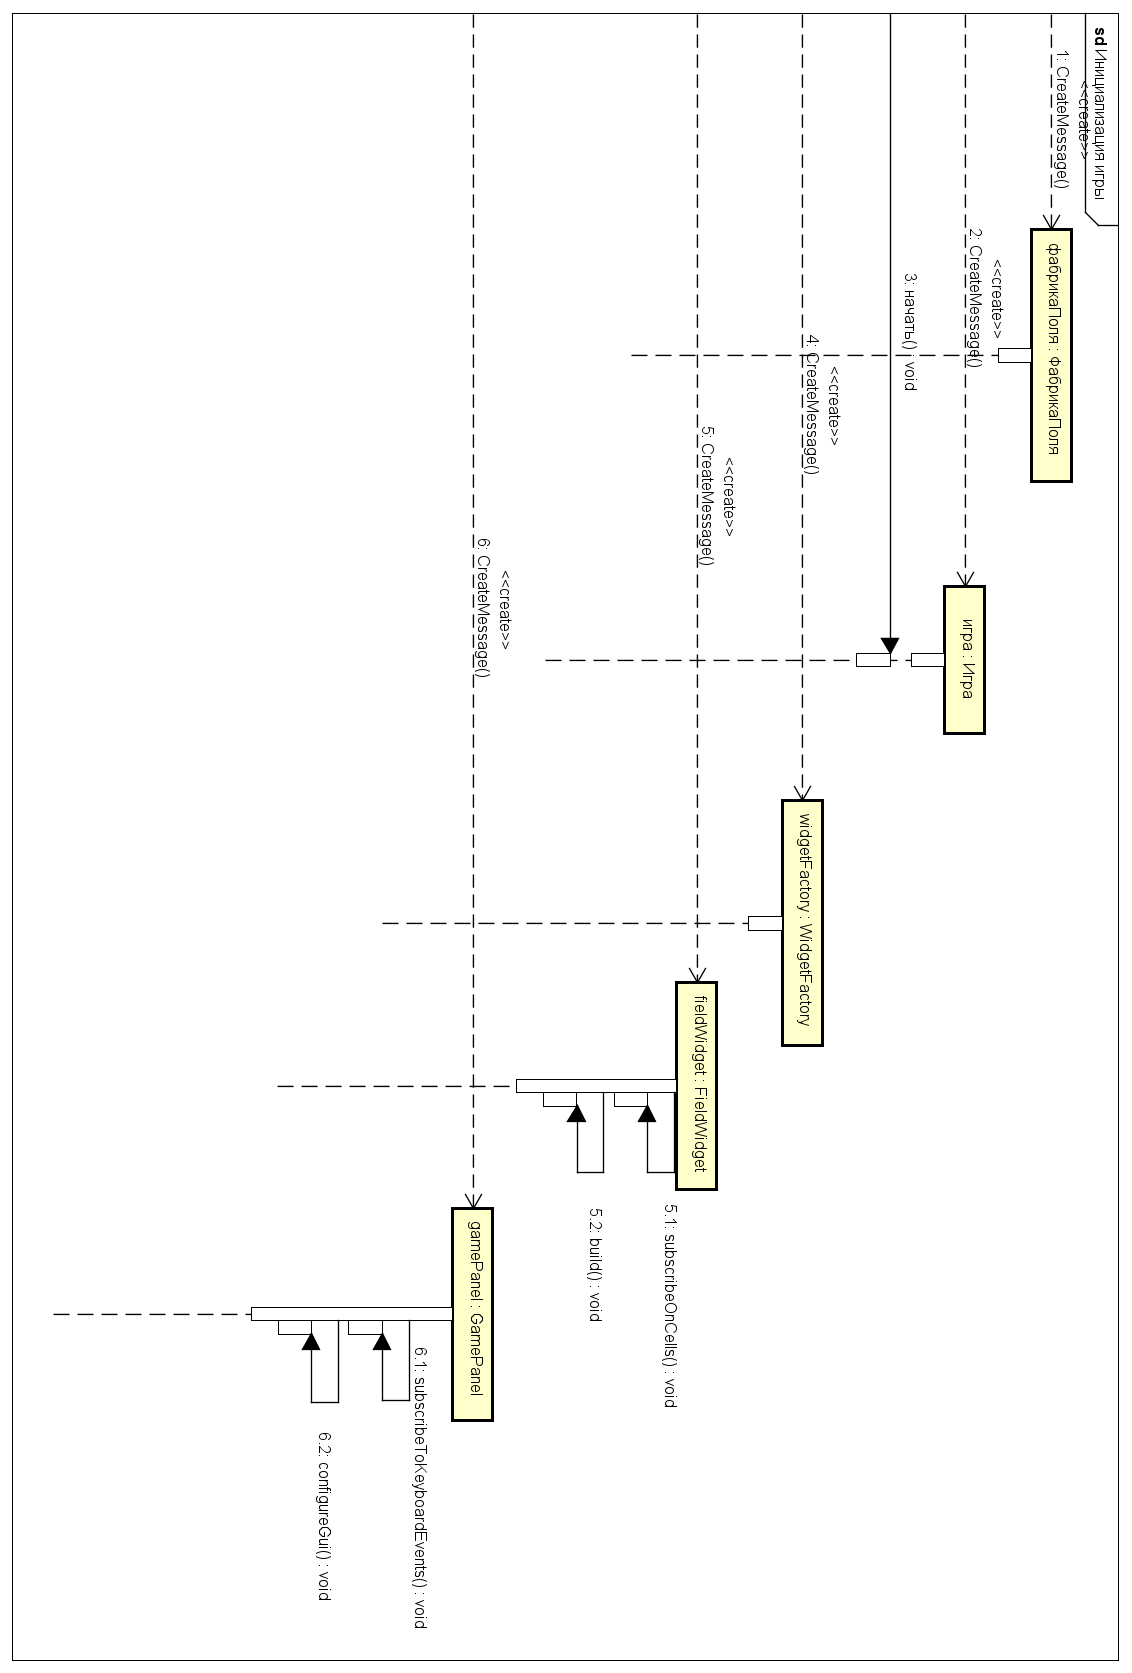 sd Инициализация игры
1: CreateMessage()
<<create>>
фабрикаПоля : ФабрикаПоля
2: CreateMessage()
<<create>>
игра : Игра
3: начать() : void
4: CreateMessage()
<<create>>
widgetFactory : WidgetFactory
5: CreateMessage()
<<create>>
fieldWidget : FieldWidget
5.1: subscribeOnCells() : void
5.2: build() : void
6: CreateMessage()
<<create>>
gamePanel : GamePanel
6.1: subscribeToKeyboardEvents() : void
6.2: configureGui() : void